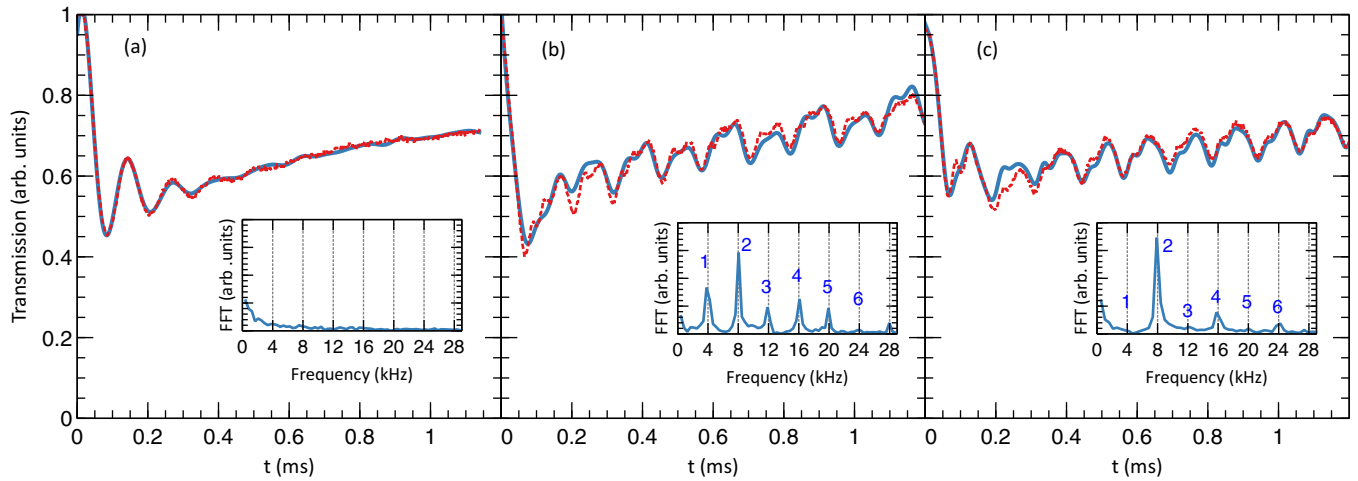 (a)
(b)
(c)
Transmission (arb. units)
1
0.8
0.6
0.4
0.2
0
0 0.2 0.4 0.6 0.8 1
t (ms)
FFT (arb .units)
0 4 8 12 16 20 24 28
Frequency (kHz)
0 0.2 0.4 0.6 0.8 1
t (ms)
FFT (arb. units)
1 2 3 4 5 6
0 4 8 12 16 20 24 28
Frequency (kHz)
0 0.2 0.4 0.6 0.8 1
t (ms)
FFT (arb. units)
1 2 3 4 5 6
0 4 8 12 16 20 24 28
Frequency (kHz)